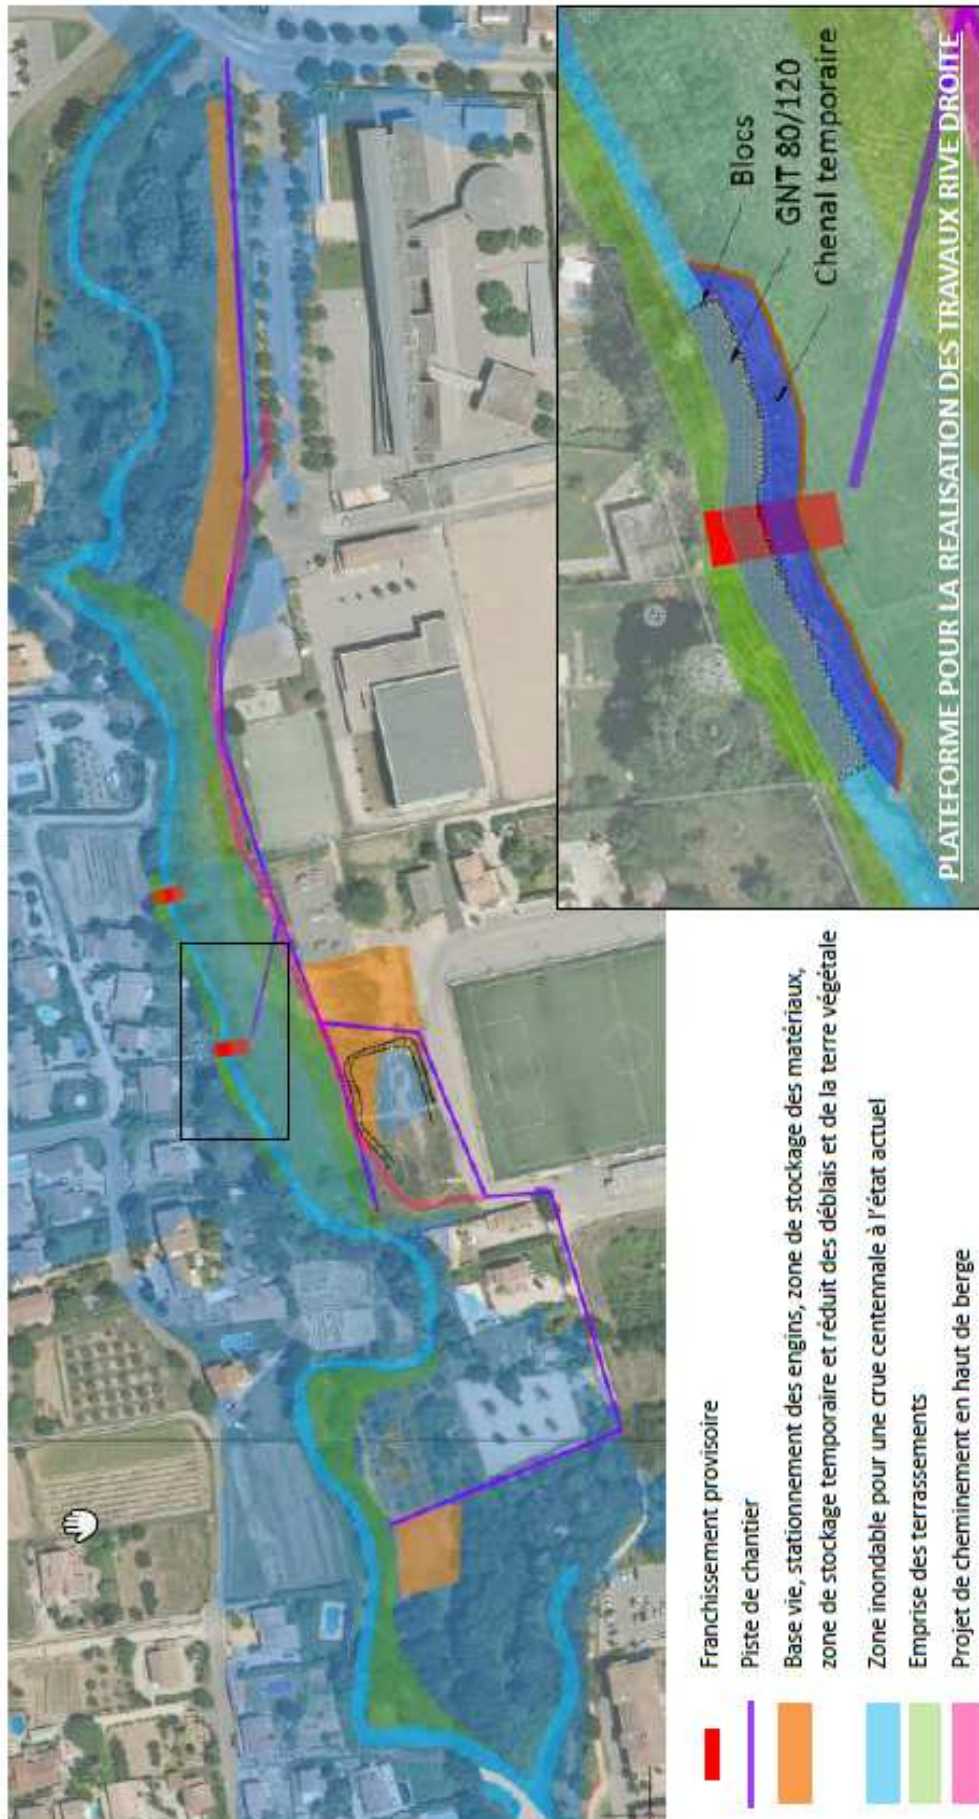 Franchissement provisoire
Piste de chantier
Base vie, stationnement des engins, zone de stockage des matériaux,
zone de stockage temporaire et réduit des déblais et de la terre végétale
Zone inondable pour une crue centennale à l'état actuel
Emprise des terrassements
Projet de cheminement en haut de berge
Blocs
GNT 80/120
Chenal temporaire
PLATEFORME POUR LA REALISATION DES TRAVAUX RIVE DROITE